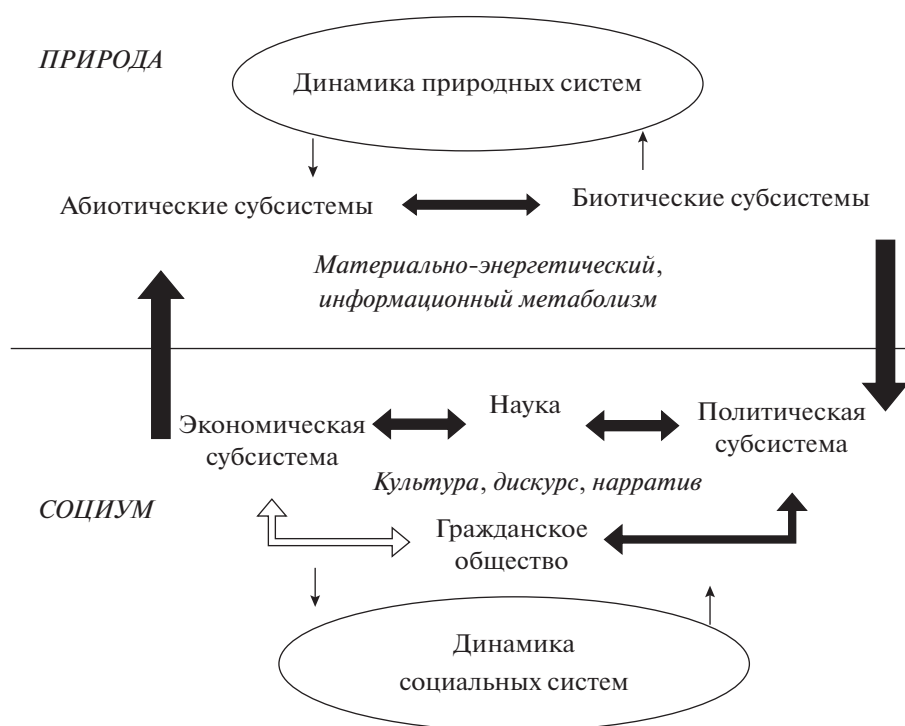 ПРИРОДА
Динамика природных систем
Абиотические субсистемы
Биотические субсистемы
Материально-энергетический,
информационный метаболизм
Экономическая
субсистема
Наука
Политическая
субсистема
Культура, дискурс, нарратив
СОЦИУМ
Гражданское
общество
Динамика
социальных систем